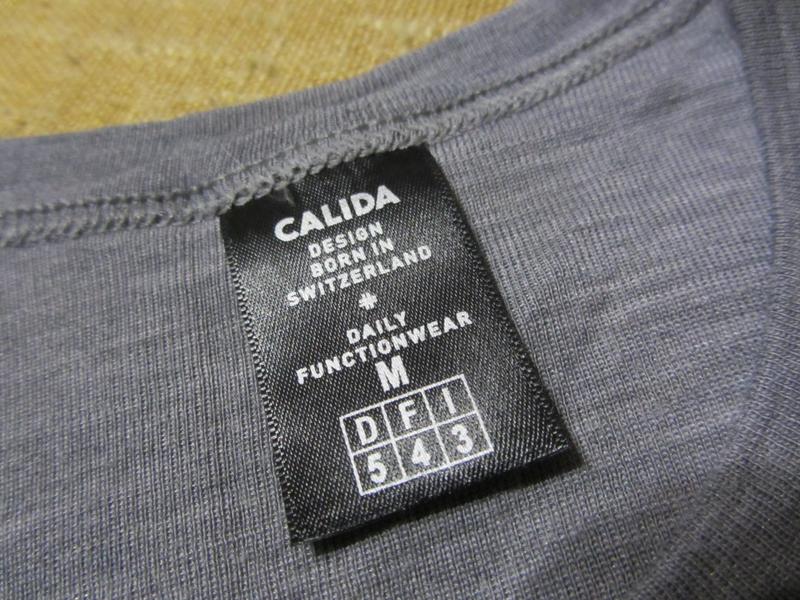 CALIDA
DESIGN
BORN IN
SWITZERLAND
DAILY
FUNCTIONWEAR
M
D F I
5 4 3